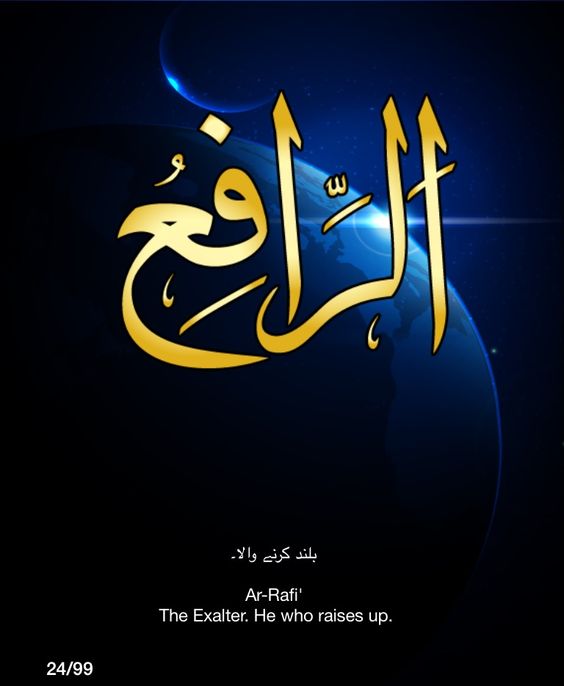 الرَّافِعُ
بلند کرنے والا۔
Ar-Rafi'
The Exalter. He who raises up.
24/99